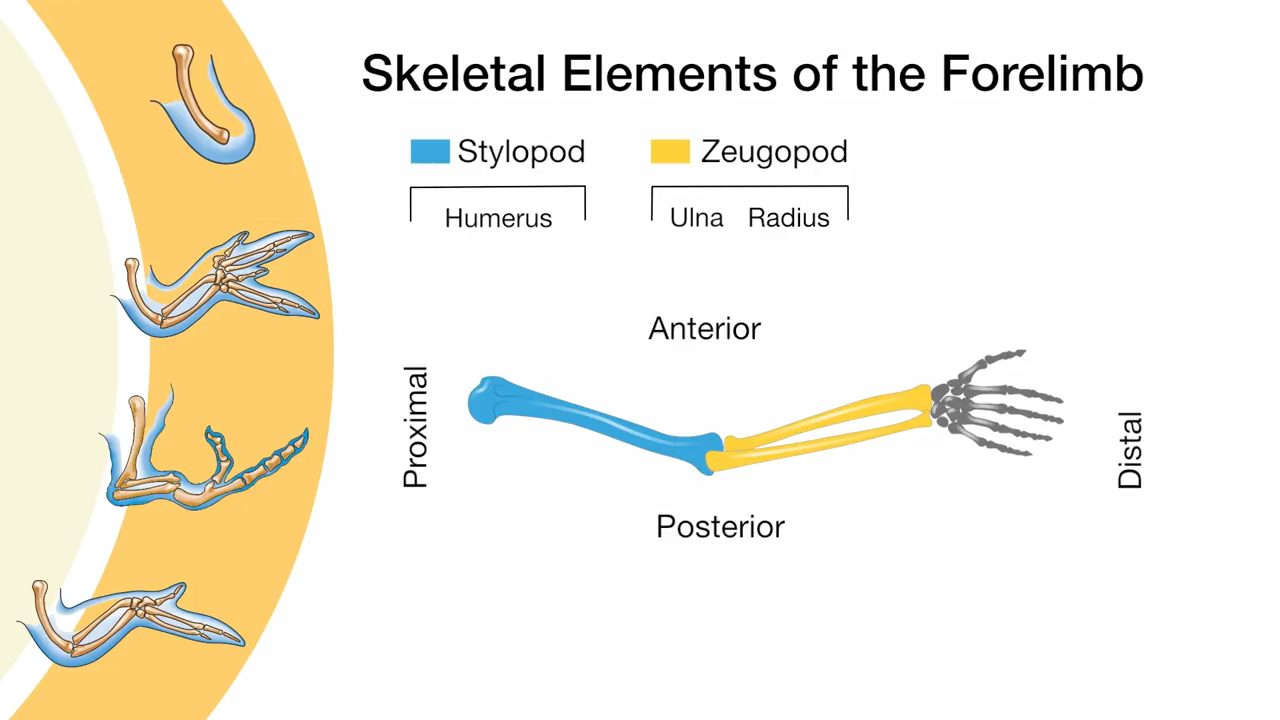 Skeletal Elements of the Forelimb
Stylopod Zeugopod
Humerus Ulna Radius
Anterior
Proximal
Distal
Posterior